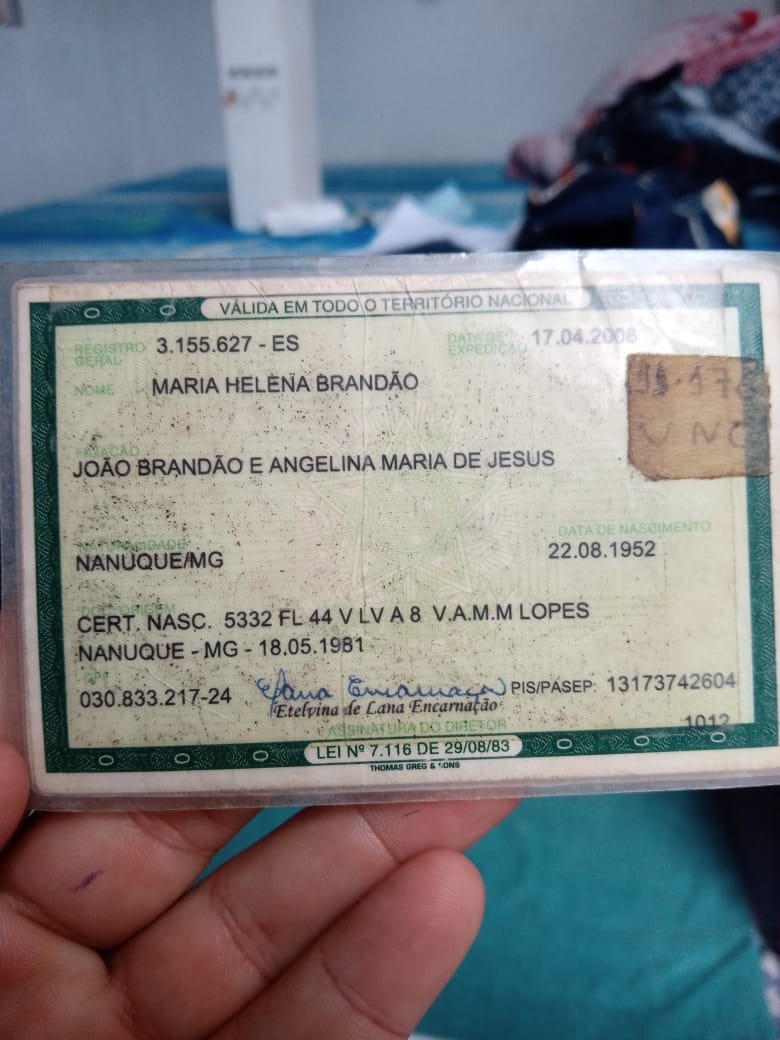 VÁLIDA EM TODO O TERRITÓRIO NACIONAL
REGISTRO GERAL 3.155.627 - ES DATA DE EXPEDIÇÃO 17.04.2008
NOME MARIA HELENA BRANDÃO
FILIAÇÃO
JOÃO BRANDÃO E ANGELINA MARIA DE JESUS
NATURALIDADE DATA DE NASCIMENTO
NANUQUE/MG 22.08.1952
DOC. ORIGEM
CERT. NASC. 5332 FL 44 V LV A 8 V.A.M.M LOPES
NANUQUE - MG - 18.05.1981
CPF
030.833.217-24 PIS/PASEP: 13173742604
Etelvina de Lana Encarnação
ASSINATURA DO DIRETOR 1012
LEI Nº 7.116 DE 29/08/83
THOMAS GREG & SONS